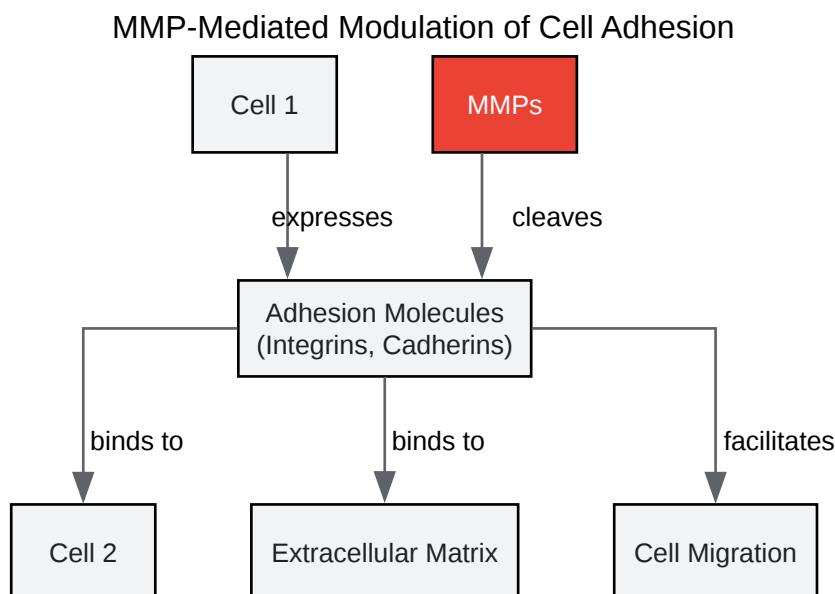 MMP-Mediated Modulation of Cell Adhesion
Cell 1
MMPs
expresses
cleaves
Adhesion Molecules
(Integrins, Cadherins)
binds to
binds to
facilitates
Cell 2
Extracellular Matrix
Cell Migration